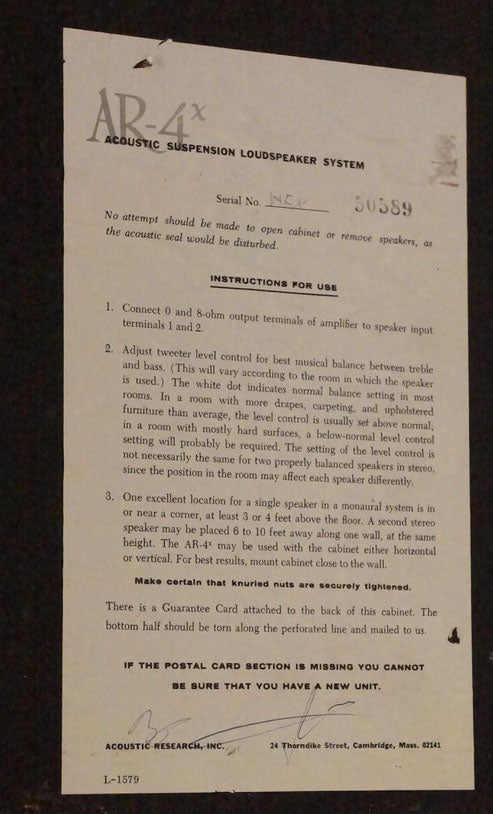 AR-4x
ACOUSTIC SUSPENSION LOUDSPEAKER SYSTEM
Serial No. 50589
No attempt should be made to open cabinet or remove speakers, as
the acoustic seal would be disturbed.
INSTRUCTIONS FOR USE
1. Connect 0 and 8-ohm output terminals of amplifier to speaker input
terminals 1 and 2.
2. Adjust tweeter level control for best musical balance between treble
and bass. (This will vary according to the room in which the speaker
is used.) The white dot indicates normal balance setting in most
rooms. In a room with more drapes, carpeting, and upholstered
furniture than average, the level control is usually set above normal;
in a room with mostly hard surfaces, a below-normal level control
setting will probably be required. The setting of the level control is
not necessarily the same for two properly balanced speakers in stereo,
since the position in the room may affect each speaker differently.
3. One excellent location for a single speaker in a monaural system is in
or near a corner, at least 3 or 4 feet above the floor. A second stereo
speaker may be placed 6 to 10 feet away along one wall, at the same
height. The AR-4x may be used with the cabinet either horizontal
or vertical. For best results, mount cabinet close to the wall.
Make certain that knurled nuts are securely tightened.
There is a Guarantee Card attached to the back of this cabinet. The
bottom half should be torn along the perforated line and mailed to us.
IF THE POSTAL CARD SECTION IS MISSING YOU CANNOT
BE SURE THAT YOU HAVE A NEW UNIT.
ACOUSTIC RESEARCH, INC. 24 Thorndike Street, Cambridge, Mass. 02141
L-1579